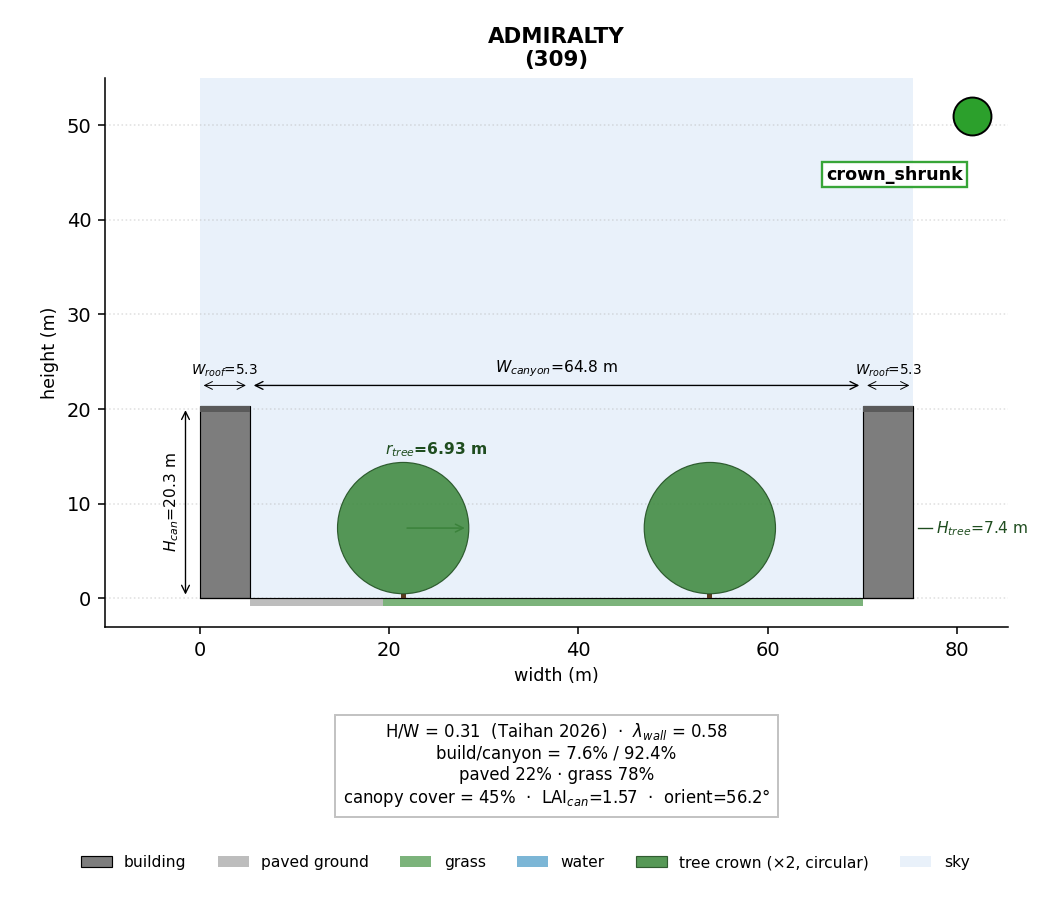 ADMIRALTY
(309)
crown_shrunk
height (m)
50
40
30
20
10
0
W_roof=5.3
W_canyon=64.8 m
W_roof=5.3
H_can=20.3 m
r_tree=6.93 m
H_tree=7.4 m
0
20
40
60
80
width (m)
H/W = 0.31  (Taihan 2026)  ·  λ_wall = 0.58
build/canyon = 7.6% / 92.4%
paved 22% · grass 78%
canopy cover = 45%  ·  LAI_can=1.57  ·  orient=56.2°
building
paved ground
grass
water
tree crown (×2, circular)
sky